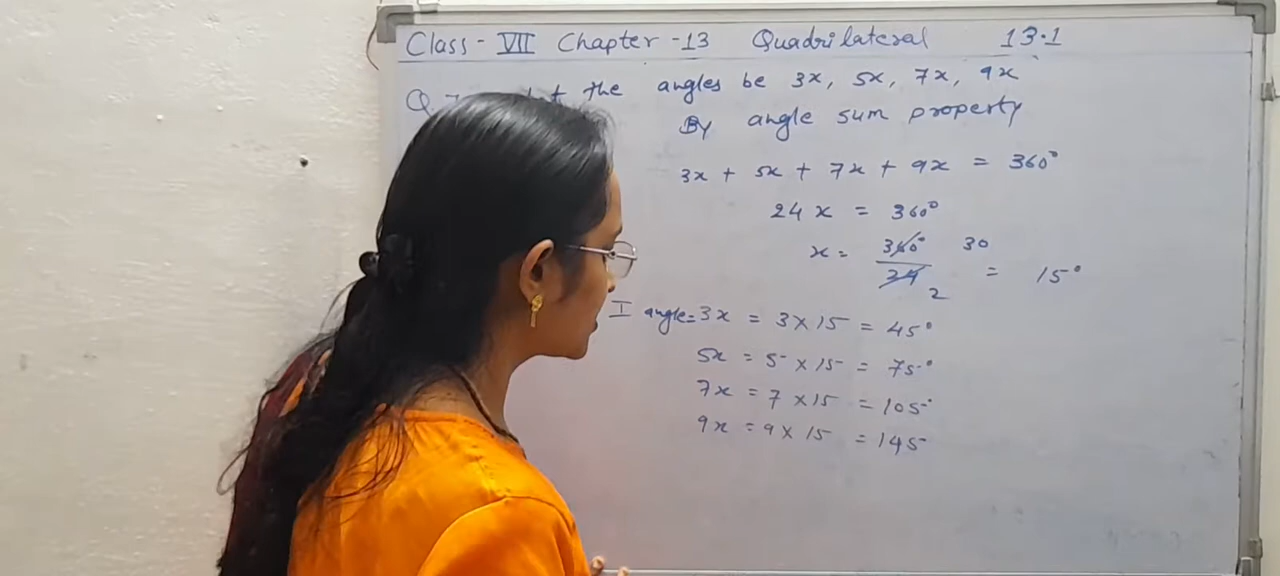 Class - VII Chapter - 13 Quadrilateral 13.1
Q. the angles be 3x, 5x, 7x, 9x
By angle sum property
3x + 5x + 7x + 9x = 360°
24x = 360°
x = 360° 30 = 15°
24 2
I angle = 3x = 3 × 15 = 45°
5x = 5 × 15 = 75°
7x = 7 × 15 = 105°
9x = 9 × 15 = 145